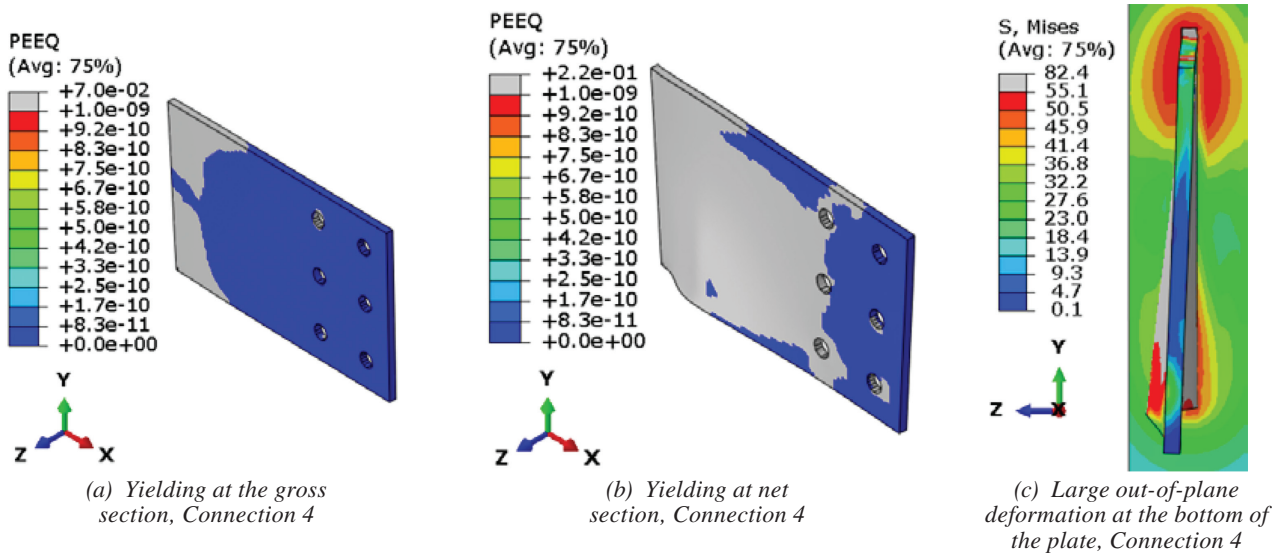 PEEQ
(Avg: 75%)
+7.0e-02
+1.0e-09
+9.2e-10
+8.3e-10
+7.5e-10
+6.7e-10
+5.8e-10
+5.0e-10
+4.2e-10
+3.3e-10
+2.5e-10
+1.7e-10
+8.3e-11
+0.0e+00
Y
Z
X
(a) Yielding at the gross
section, Connection 4
PEEQ
(Avg: 75%)
+2.2e-01
+1.0e-09
+9.2e-10
+8.3e-10
+7.5e-10
+6.7e-10
+5.8e-10
+5.0e-10
+4.2e-10
+3.3e-10
+2.5e-10
+1.7e-10
+8.3e-11
+0.0e+00
Y
Z
X
(b) Yielding at net
section, Connection 4
S, Mises
(Avg: 75%)
82.4
55.1
50.5
45.9
41.4
36.8
32.2
27.6
23.0
18.4
13.9
9.3
4.7
0.1
Y
Z X
(c) Large out-of-plane
deformation at the bottom of
the plate, Connection 4